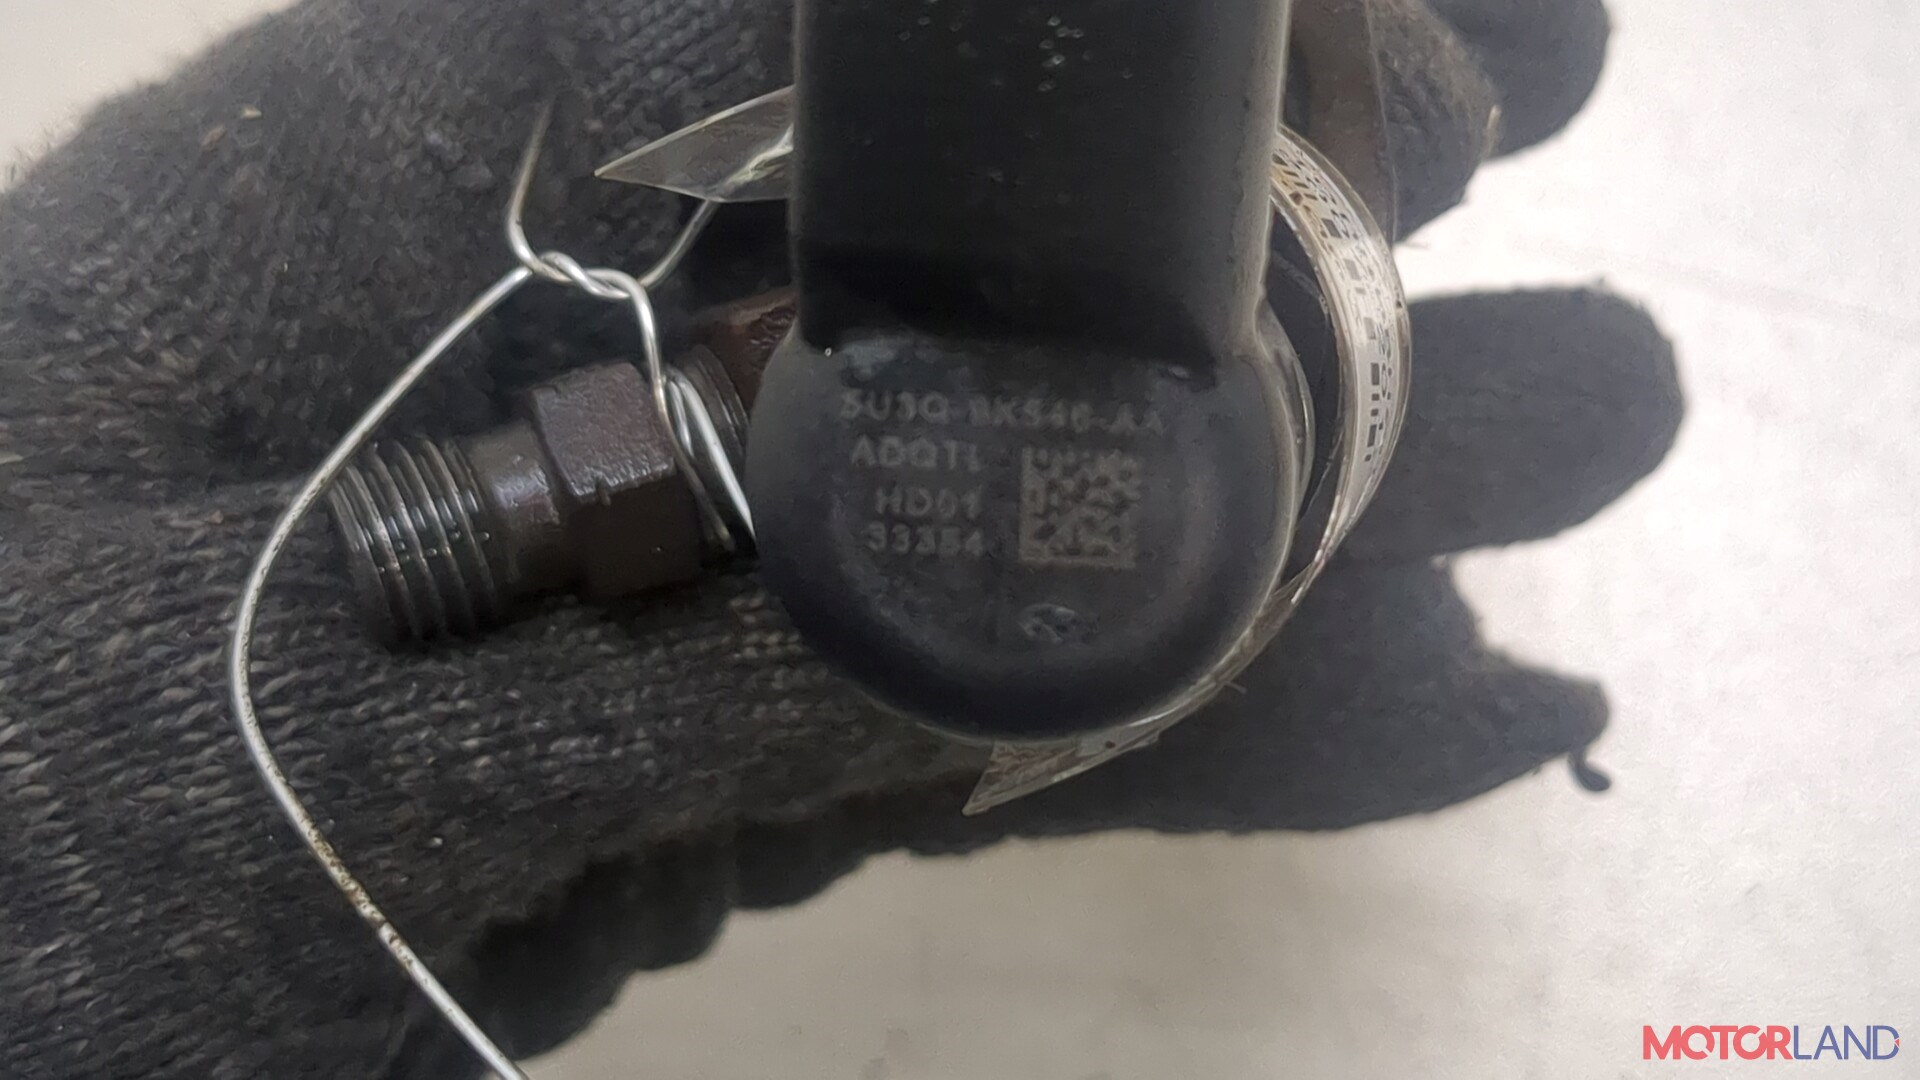 5U3Q-9K546-AA
ADQTL
HD01
33354
MOTORLAND